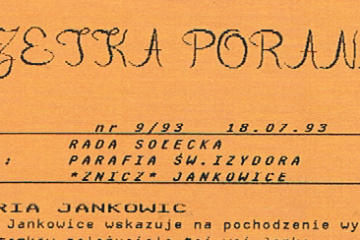 ZETKA PORAN
nr 9/93 18.07.93
RADA SOŁECKA
: PARAFIA ŚW.IZYDORA
*ZNICZ* JANKOWICE
RIA JANKOWIC
Jankowice wskazuje na pochodzenie wy